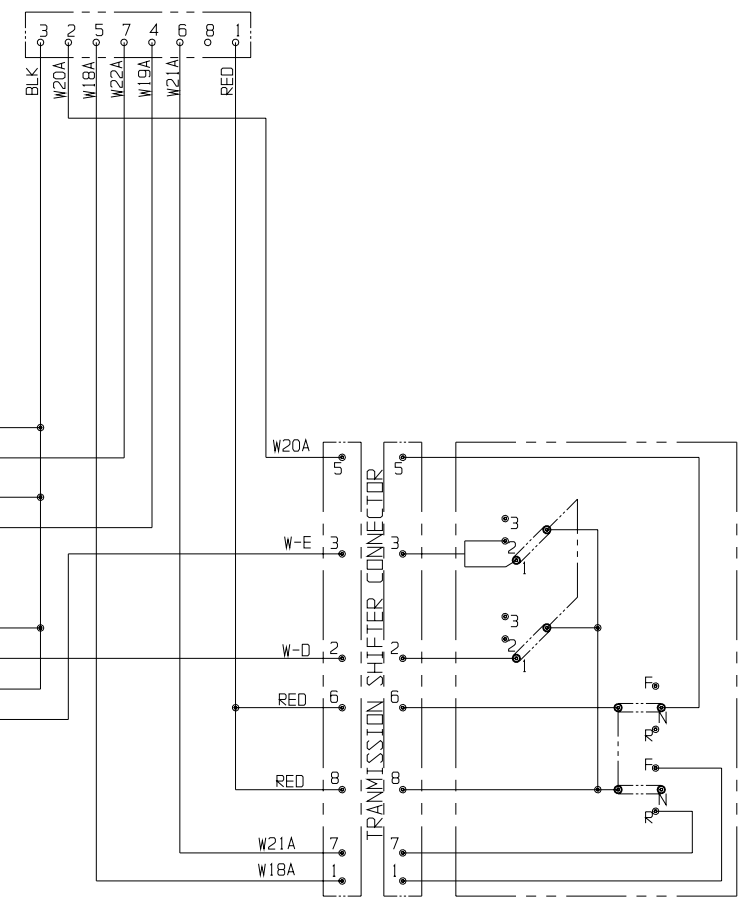 3 2 5 7 4 6 8 1
BLK W20A W18A W22A W19A W21A RED
W20A
5 5
W-E 3 3
3
2
1
W-D 2 2
3
2
1
RED 6 6
F
N
R
RED 8 8
F
N
R
W21A 7 7
W18A 1 1
TRANMISSION SHIFTER CONNECTOR